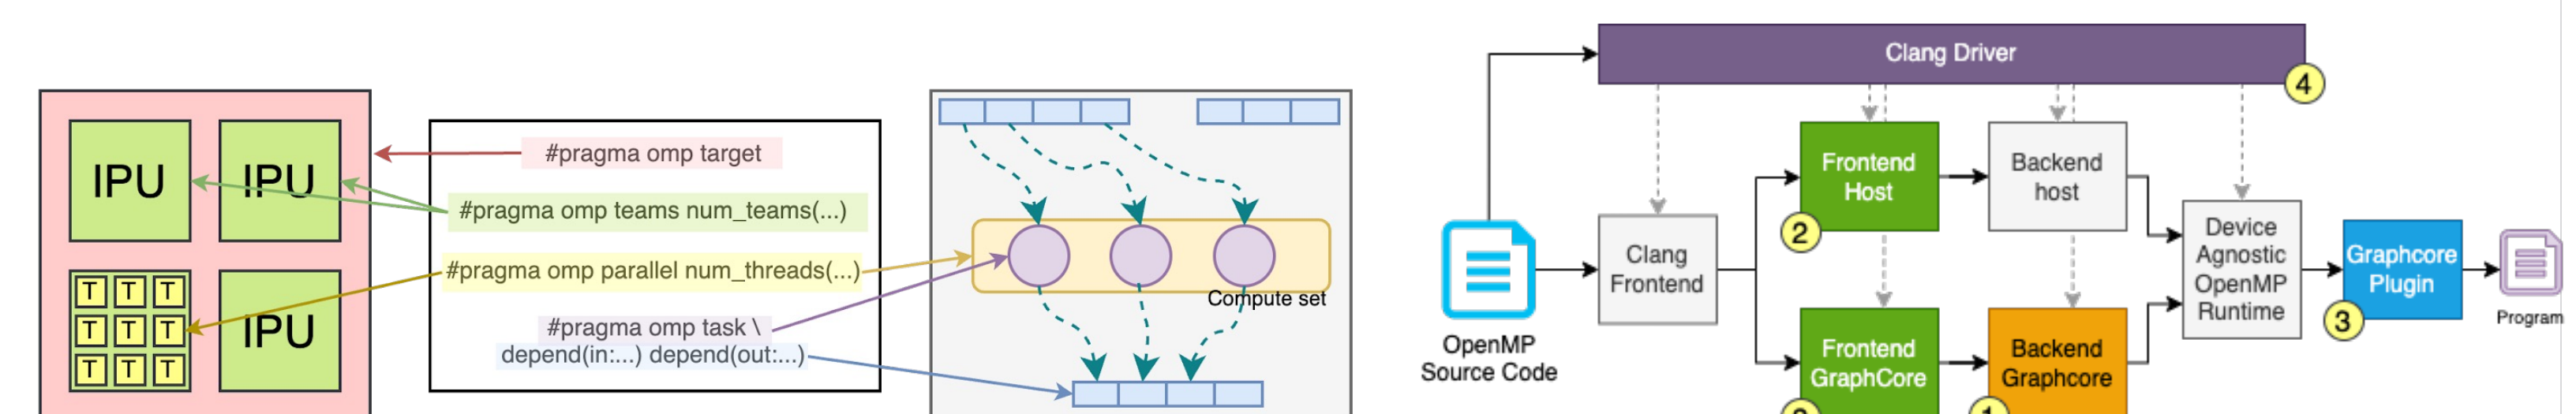 IPU
IPU
T T T
T T T
T T T
IPU
#pragma omp target
#pragma omp teams num_teams(...)
#pragma omp parallel num_threads(...)
#pragma omp task \
depend(in:...) depend(out:...)
Compute set
Clang Driver
4
OpenMP
Source Code
Clang
Frontend
Frontend
Host
2
Backend
host
Frontend
GraphCore
Backend
Graphcore
Device
Agnostic
OpenMP
Runtime
Graphcore
Plugin
3
Program